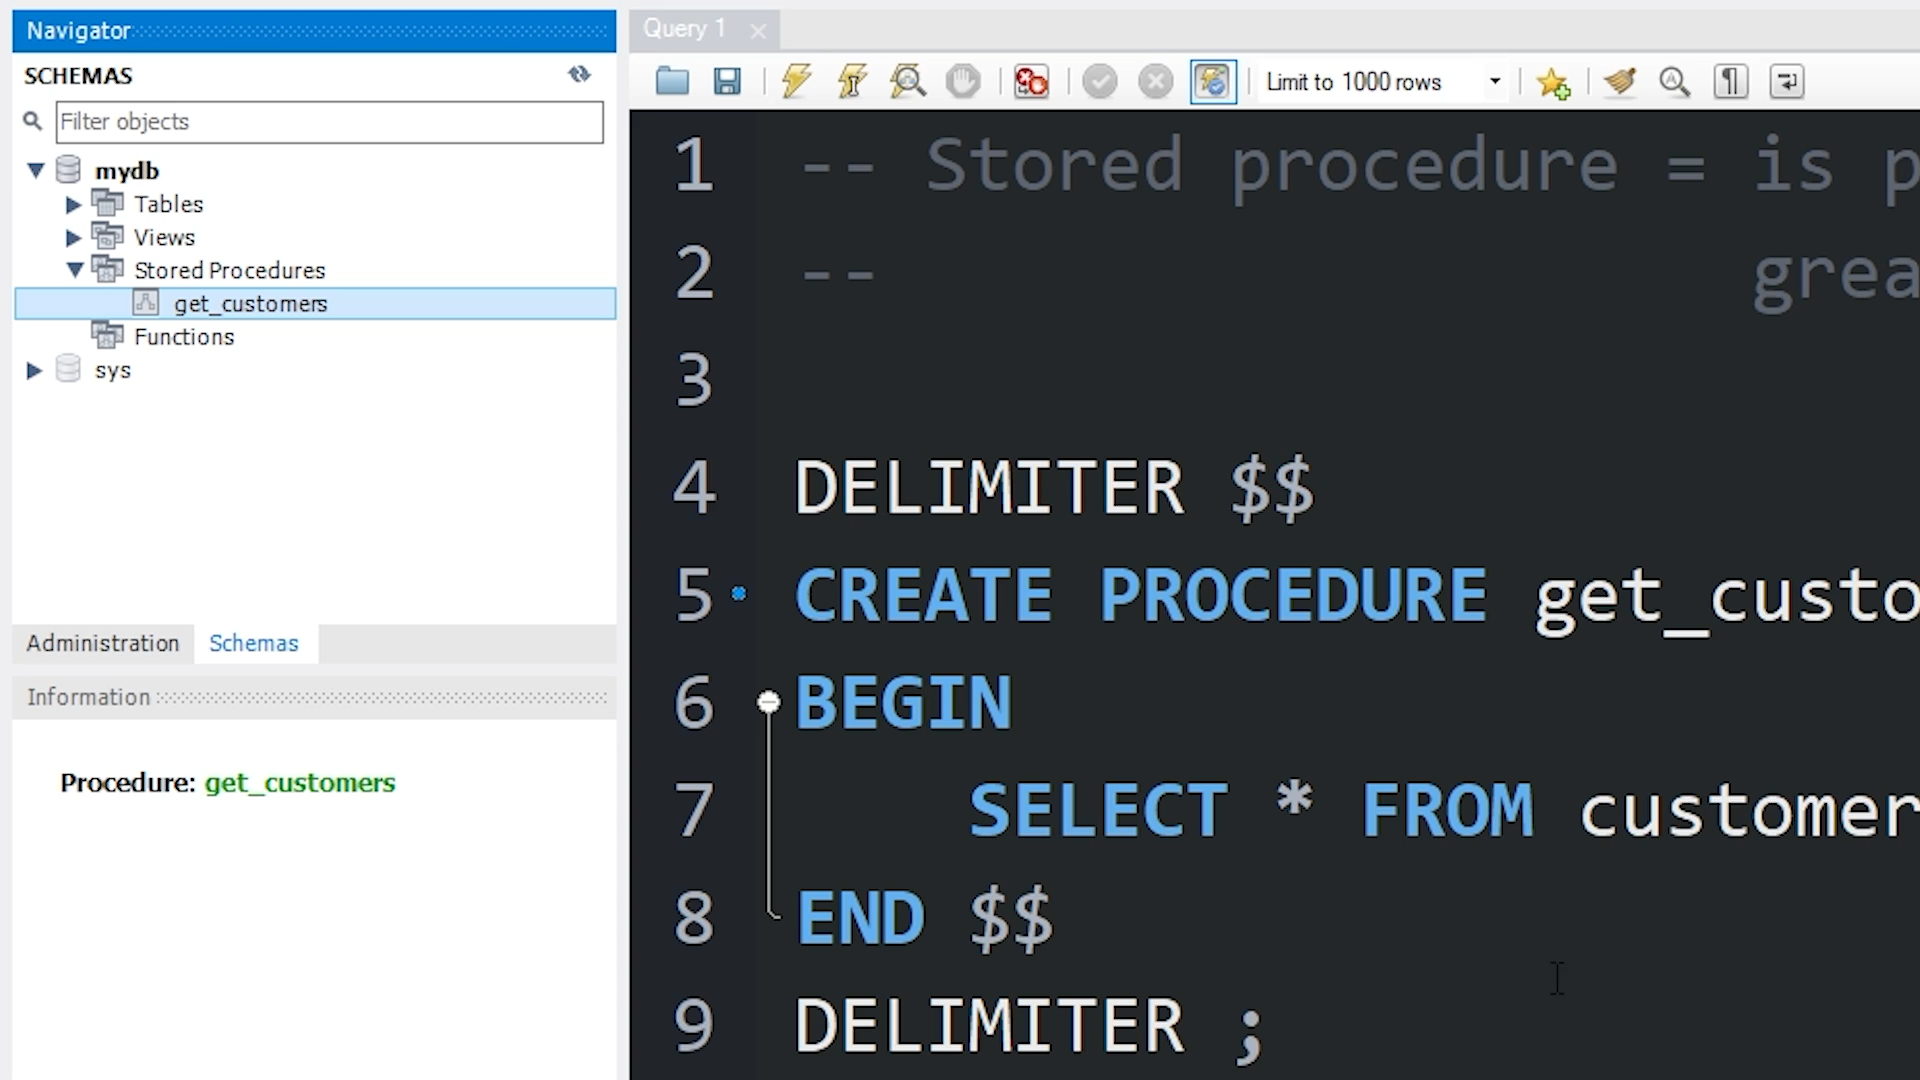 Navigator
SCHEMAS
Filter objects
mydb
Tables
Views
Stored Procedures
get_customers
Functions
sys
Administration Schemas
Information
Procedure: get_customers
Query 1
Limit to 1000 rows
1 -- Stored procedure = is p
2 -- grea
3
4 DELIMITER $$
5 CREATE PROCEDURE get_custo
6 BEGIN
7 SELECT * FROM customer
8 END $$
9 DELIMITER ;